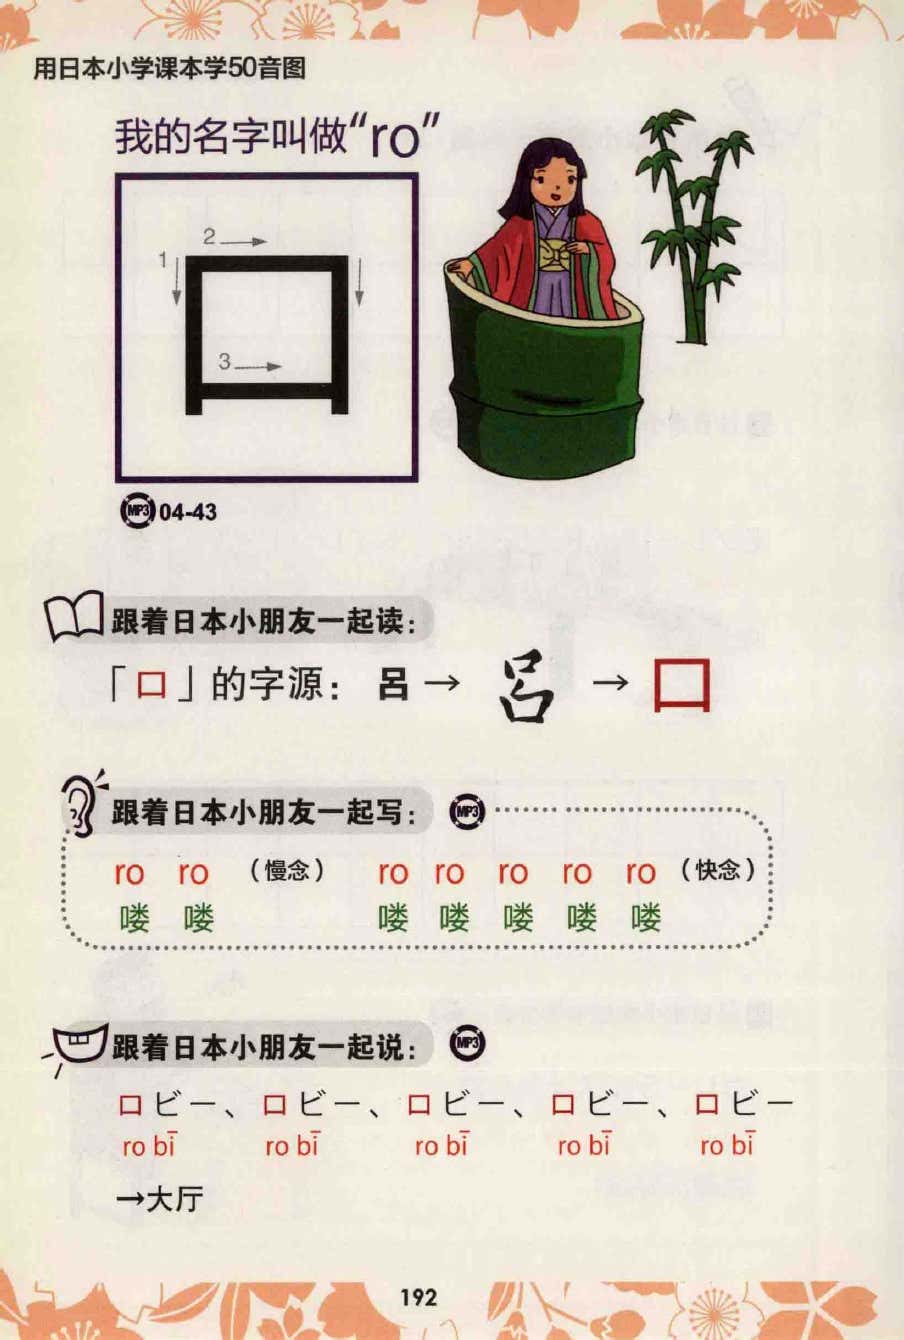 用日本小学课本学50音图
我的名字叫做“ro”
2
1
ロ
3
MP3 04-43
跟着日本小朋友一起读：
「ロ」的字源：吕→吕→ロ
跟着日本小朋友一起写： MP3
ro ro （慢念） ro ro ro ro ro （快念）
喽 喽 喽 喽 喽 喽 喽
跟着日本小朋友一起说： MP3
ロビー、ロビー、ロビー、ロビー、ロビー
ro bī ro bī ro bī ro bī ro bī
→大厅
192